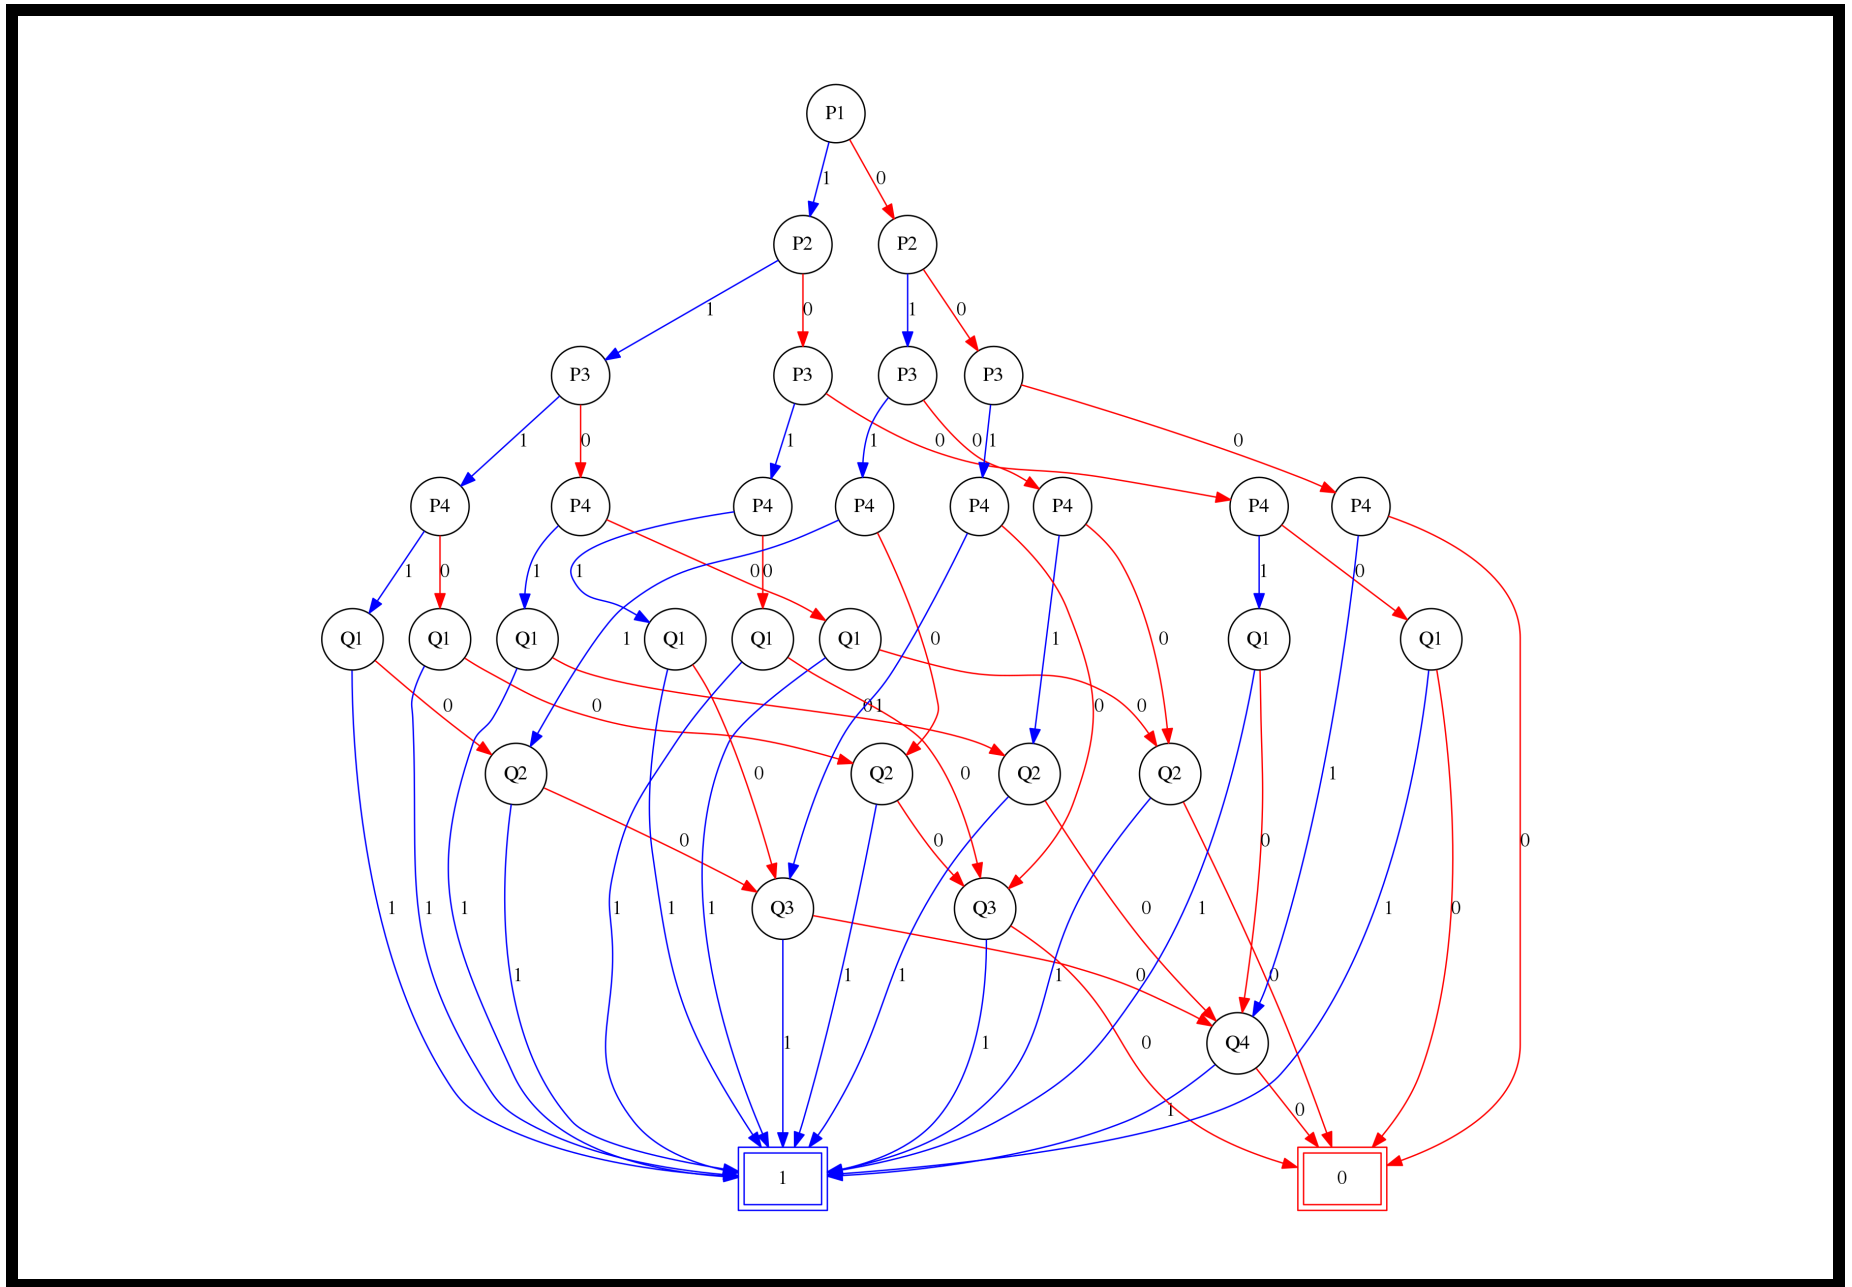 P1
1 0
P2 P2
1 0 1 0
P3 P3 P3 P3
1 0 1 0 1 0 1 0
P4 P4 P4 P4 P4 P4 P4 P4
1 0 1 0 1 0 1 0
Q1 Q1 Q1 Q1 Q1 Q1 1 0 1 0 Q1 Q1
0 0 0 1 0 0
Q2 0 0 Q2 Q2 Q2 1
0 0 0 0
1 1 1 1 1 1 Q3 Q3 0 1 1 0
1 1 1 1 0 0
1 1 0 Q4
1 0
1 0